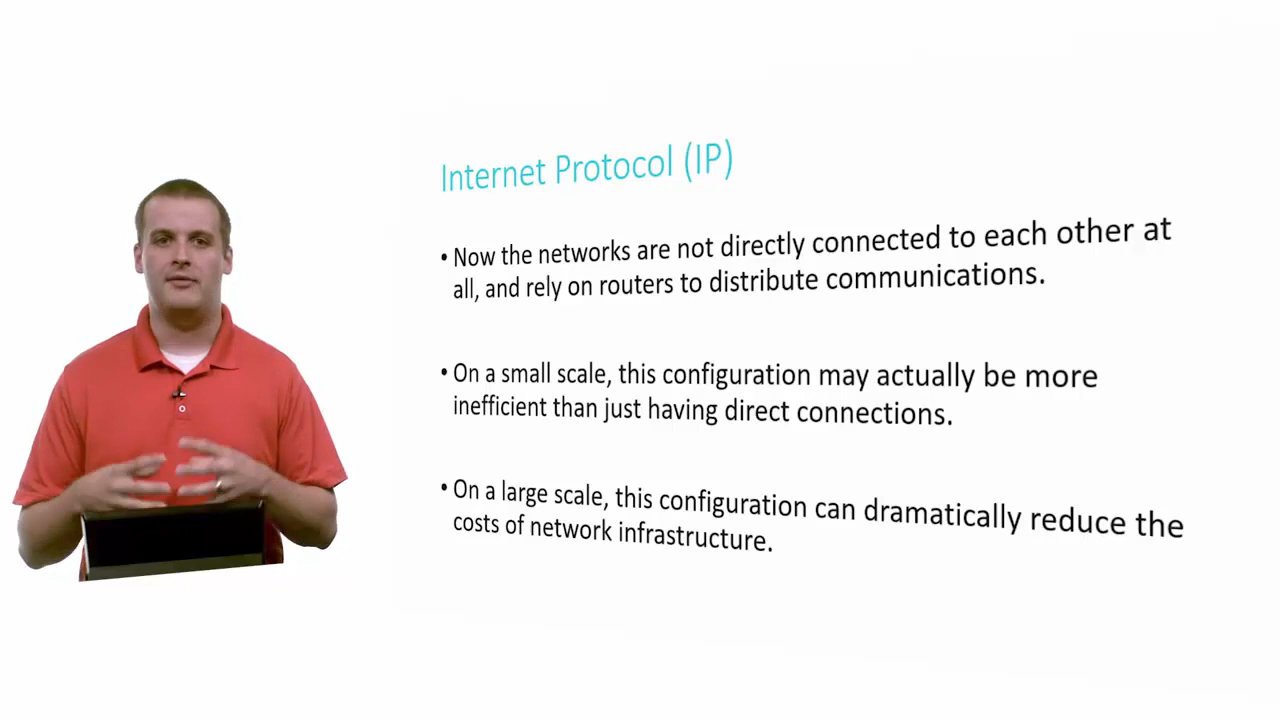 Internet Protocol (IP)
• Now the networks are not directly connected to each other at
all, and rely on routers to distribute communications.
• On a small scale, this configuration may actually be more
inefficient than just having direct connections.
• On a large scale, this configuration can dramatically reduce the
costs of network infrastructure.